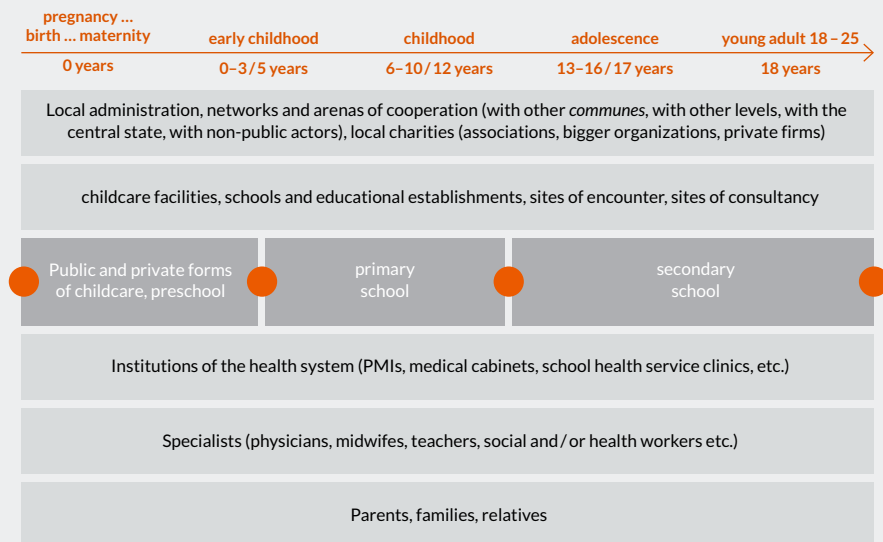 pregnancy ...
birth ... maternity
early childhood
childhood
adolescence
young adult 18 – 25
0 years
0–3 / 5 years
6–10 / 12 years
13–16 / 17 years
18 years
Local administration, networks and arenas of cooperation (with other communes, with other levels, with the
central state, with non-public actors), local charities (associations, bigger organizations, private firms)
childcare facilities, schools and educational establishments, sites of encounter, sites of consultancy
Public and private forms
of childcare, preschool
primary
school
secondary
school
Institutions of the health system (PMIs, medical cabinets, school health service clinics, etc.)
Specialists (physicians, midwifes, teachers, social and / or health workers etc.)
Parents, families, relatives